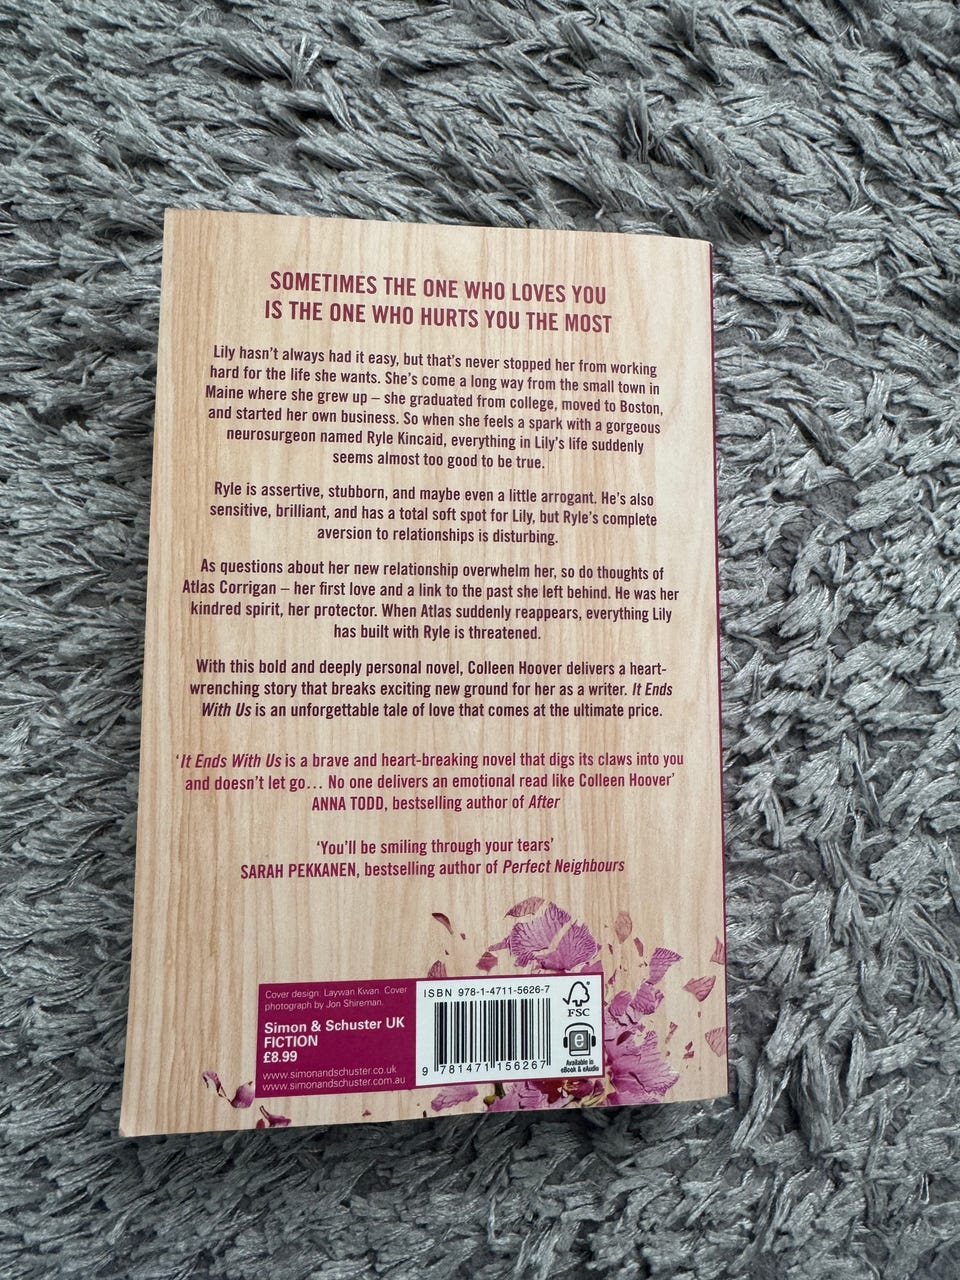 SOMETIMES THE ONE WHO LOVES YOU
IS THE ONE WHO HURTS YOU THE MOST
Lily hasn't always had it easy, but that's never stopped her from working
hard for the life she wants. She's come a long way from the small town in
Maine where she grew up – she graduated from college, moved to Boston,
and started her own business. So when she feels a spark with a gorgeous
neurosurgeon named Ryle Kincaid, everything in Lily's life suddenly
seems almost too good to be true.
Ryle is assertive, stubborn, and maybe even a little arrogant. He's also
sensitive, brilliant, and has a total soft spot for Lily, but Ryle's complete
aversion to relationships is disturbing.
As questions about her new relationship overwhelm her, so do thoughts of
Atlas Corrigan – her first love and a link to the past she left behind. He was her
kindred spirit, her protector. When Atlas suddenly reappears, everything Lily
has built with Ryle is threatened.
With this bold and deeply personal novel, Colleen Hoover delivers a heart-
wrenching story that breaks exciting new ground for her as a writer. It Ends
With Us is an unforgettable tale of love that comes at the ultimate price.
'It Ends With Us is a brave and heart-breaking novel that digs its claws into you
and doesn't let go… No one delivers an emotional read like Colleen Hoover'
ANNA TODD, bestselling author of After
'You'll be smiling through your tears'
SARAH PEKKANEN, bestselling author of Perfect Neighbours
Cover design: Laywan Kwan. Cover
photograph by Jon Shireman.
Simon & Schuster UK
FICTION
£8.99
www.simonandschuster.co.uk
www.simonandschuster.com.au
ISBN 978-1-4711-5626-7
9 781471 156267
FSC
e
Available in
eBook & eAudio